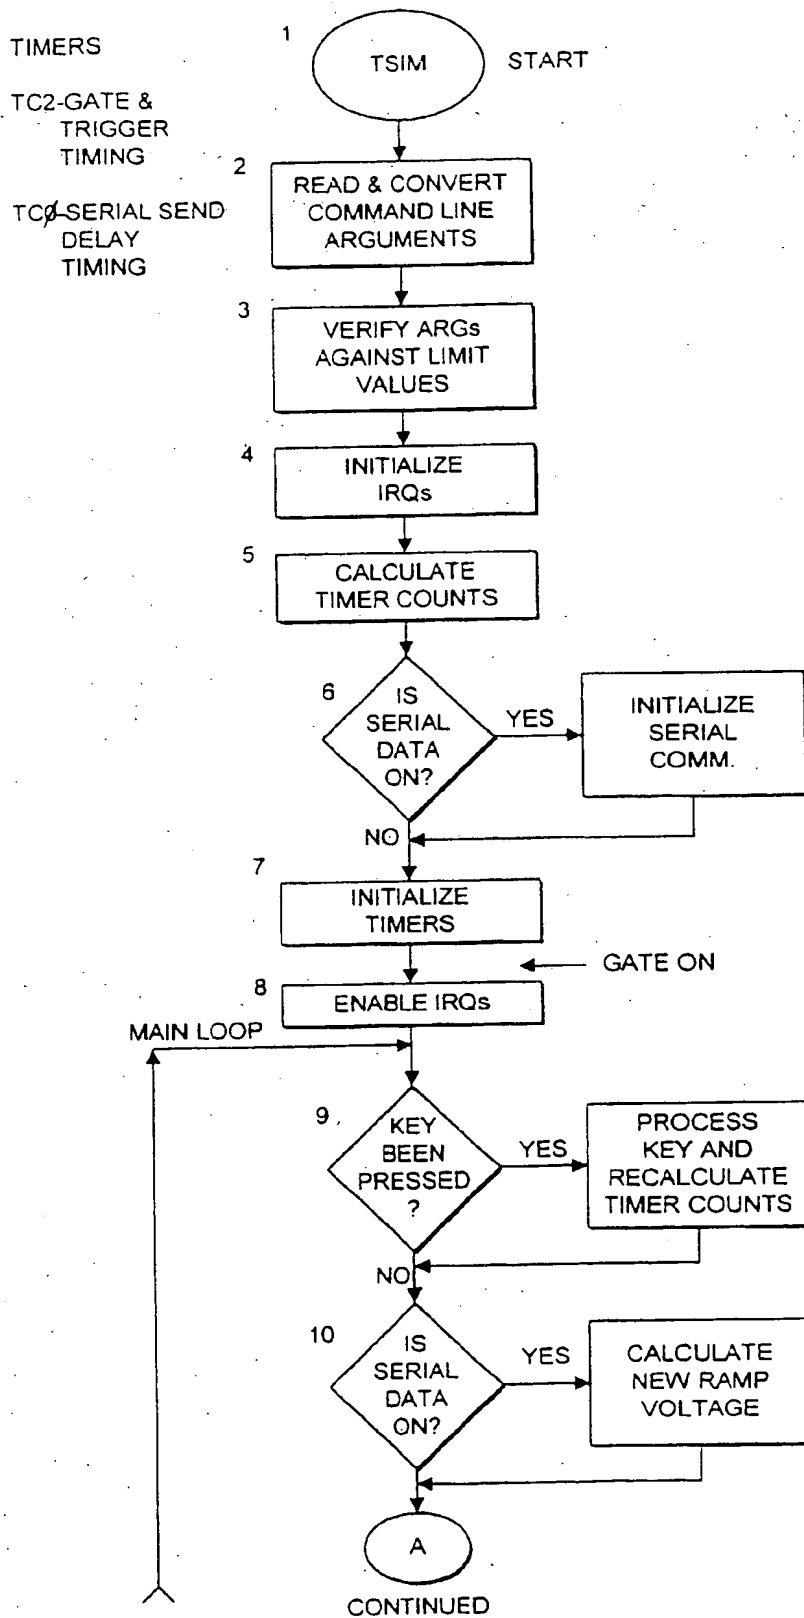 TIMERS
TC2-GATE &
TRIGGER
TIMING
TC0-SERIAL SEND
DELAY
TIMING
1
TSIM
START
2
READ & CONVERT
COMMAND LINE
ARGUMENTS
3
VERIFY ARGs
AGAINST LIMIT
VALUES
4
INITIALIZE
IRQs
5
CALCULATE
TIMER COUNTS
6
IS
SERIAL
DATA
ON?
YES
INITIALIZE
SERIAL
COMM.
NO
7
INITIALIZE
TIMERS
GATE ON
8
ENABLE IRQs
MAIN LOOP
9
KEY
BEEN
PRESSED
?
YES
PROCESS
KEY AND
RECALCULATE
TIMER COUNTS
NO
10
IS
SERIAL
DATA
ON?
YES
CALCULATE
NEW RAMP
VOLTAGE
A
CONTINUED